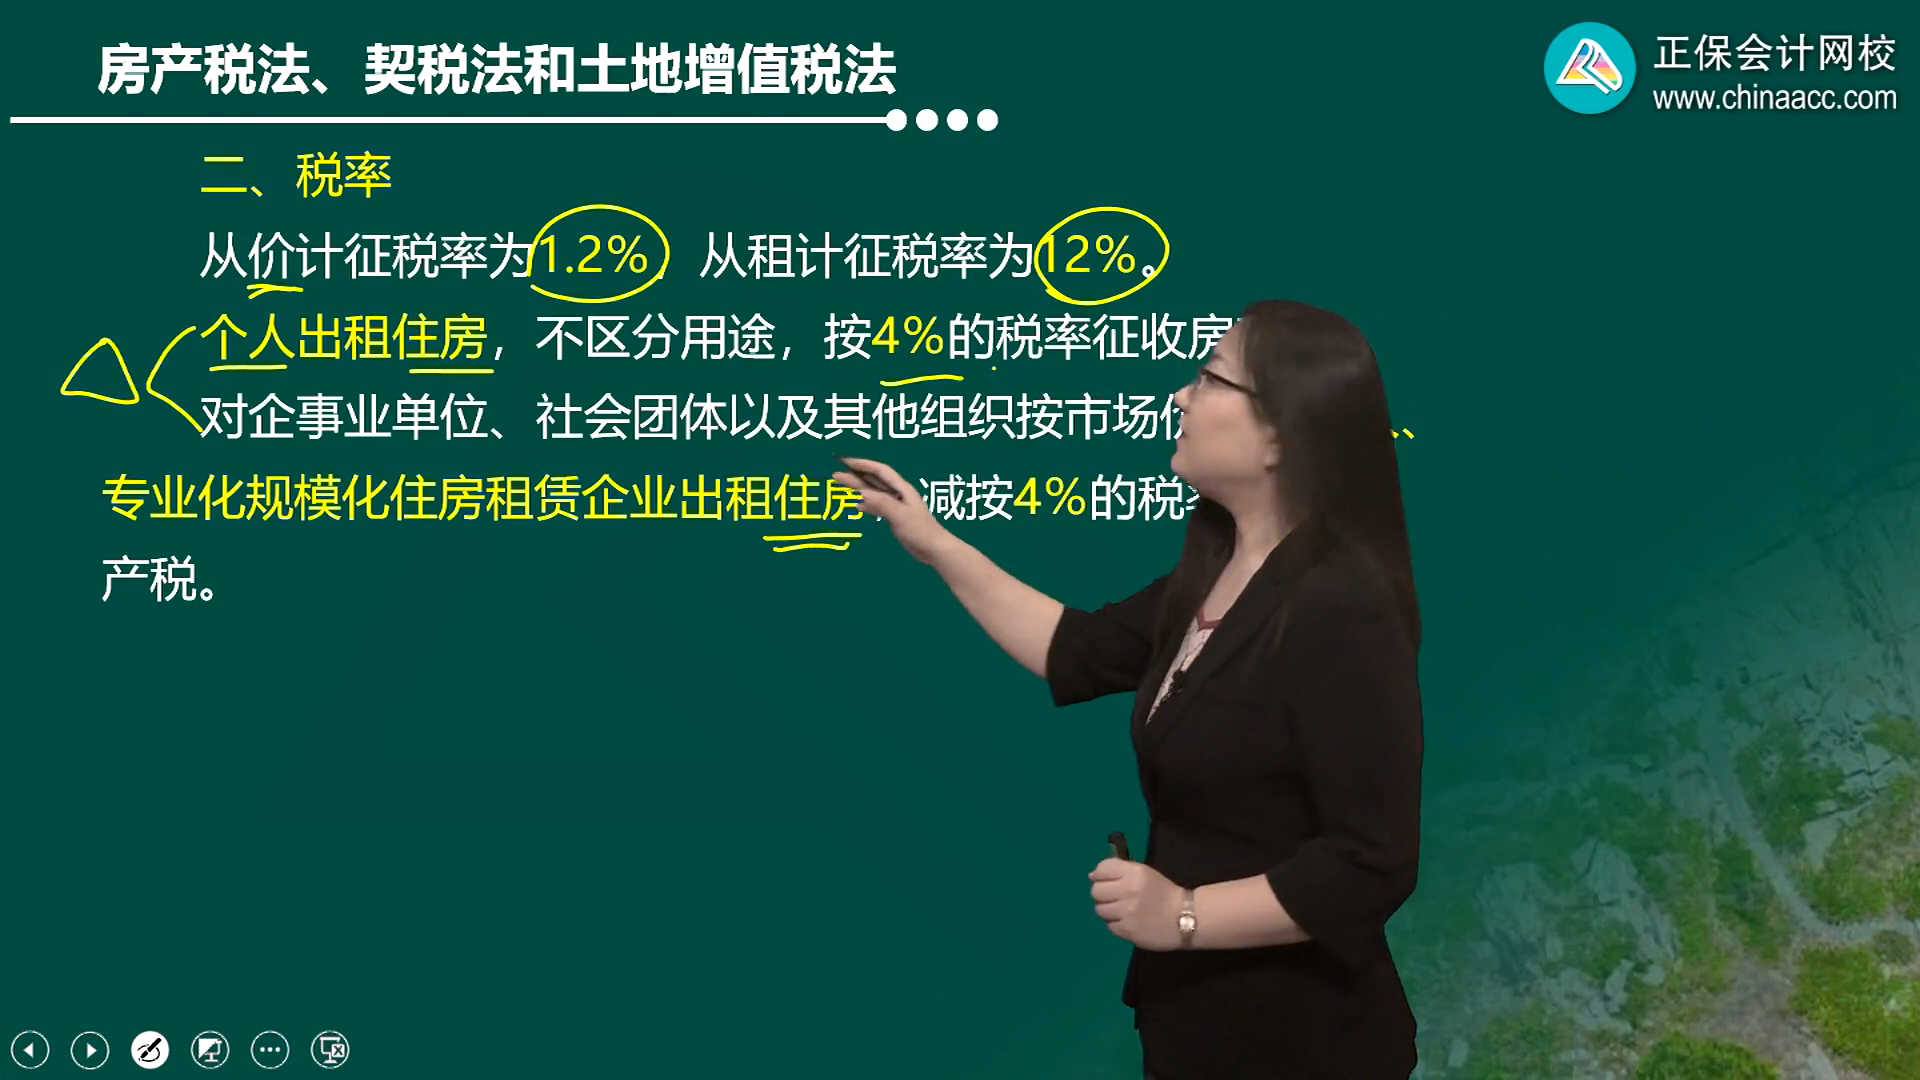 房产税法、契税法和土地增值税法
正保会计网校
www.chinaacc.com
二、税率
从价计征税率为1.2%，从租计征税率为12%。
个人出租住房，不区分用途，按4%的税率征收房
对企事业单位、社会团体以及其他组织按市场价
专业化规模化住房租赁企业出租住房，减按4%的税率
产税。